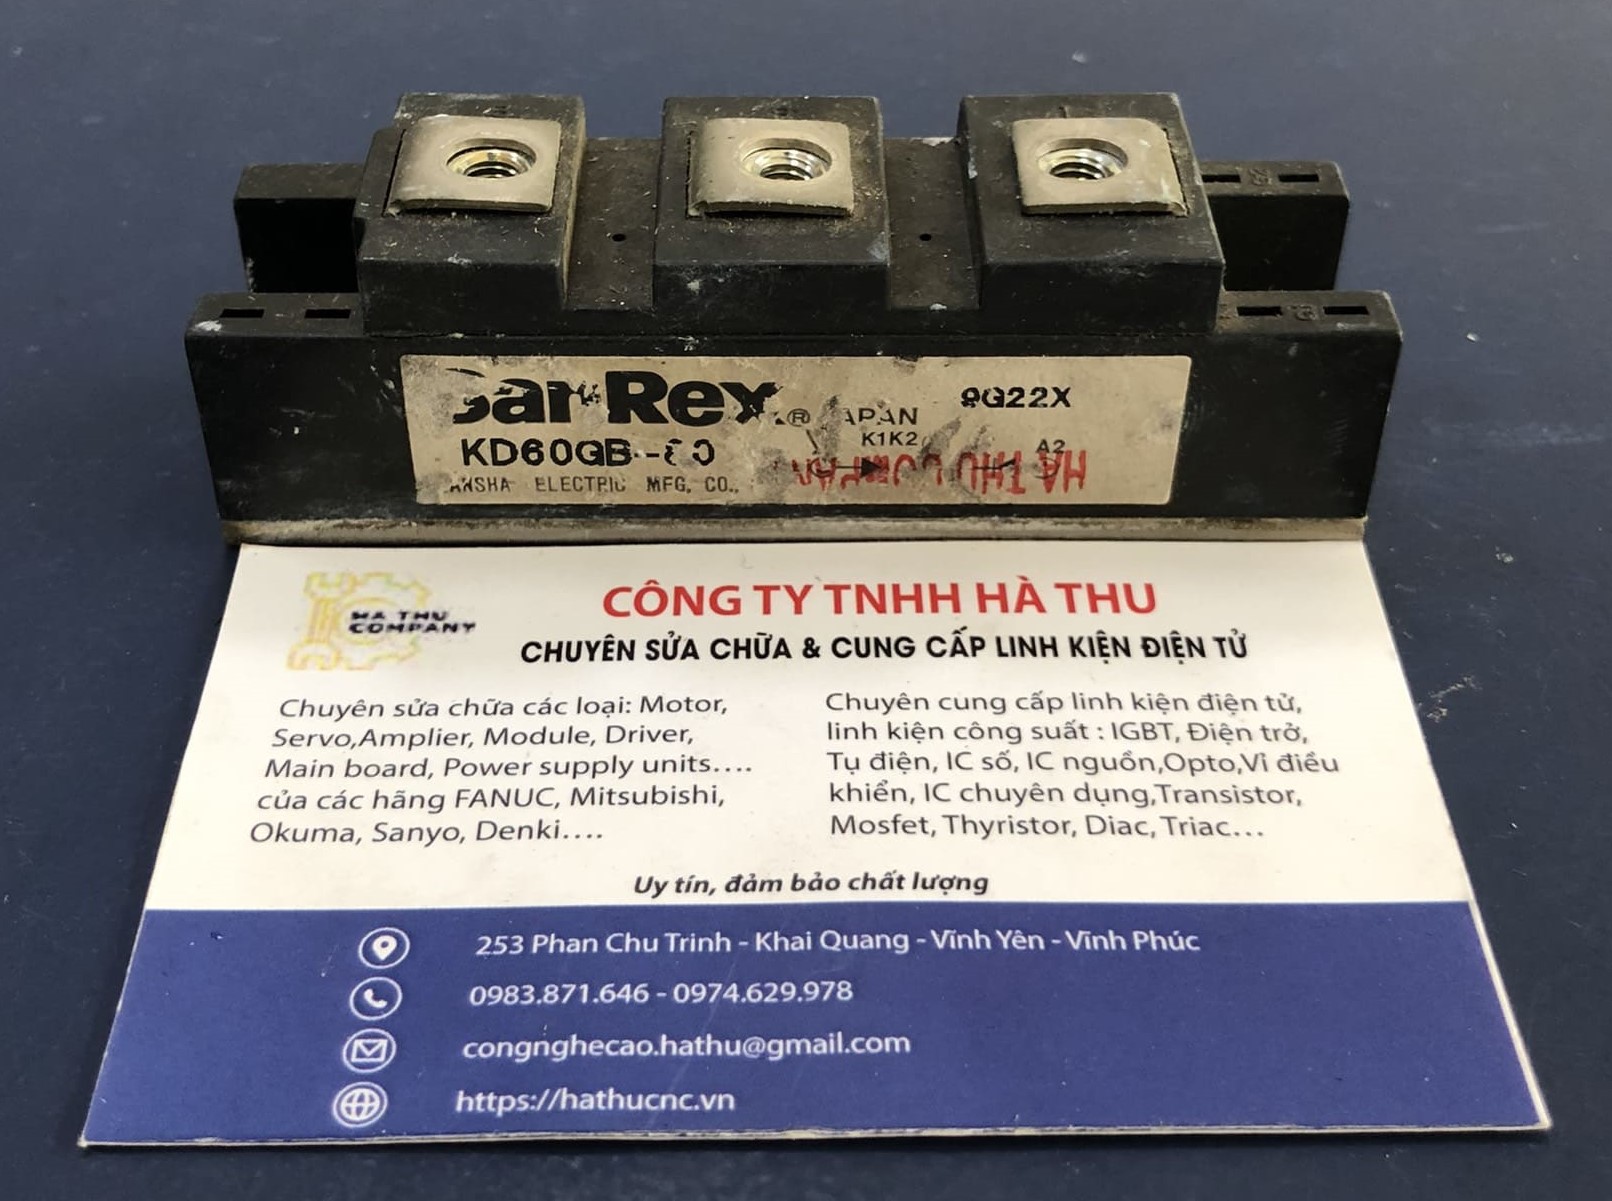 SanRex® JAPAN 9G22X
KD60GB-80
K1K2 A2
SANSHA ELECTRIC MFG. CO.,
HA THU COMPANY
HA THU
COMPANY
CÔNG TY TNHH HÀ THU
CHUYÊN SỬA CHỮA & CUNG CẤP LINH KIỆN ĐIỆN TỬ
Chuyên sửa chữa các loại: Motor,
Servo,Amplier, Module, Driver,
Main board, Power supply units....
của các hãng FANUC, Mitsubishi,
Okuma, Sanyo, Denki....
Chuyên cung cấp linh kiện điện tử,
linh kiện công suất : IGBT, Điện trở,
Tụ điện, IC số, IC nguồn,Opto,Vi điều
khiển, IC chuyên dụng,Transistor,
Mosfet, Thyristor, Diac, Triac...
Uy tín, đảm bảo chất lượng
253 Phan Chu Trinh - Khai Quang - Vĩnh Yên - Vĩnh Phúc
0983.871.646 - 0974.629.978
congnghecao.hathu@gmail.com
https://hathucnc.vn